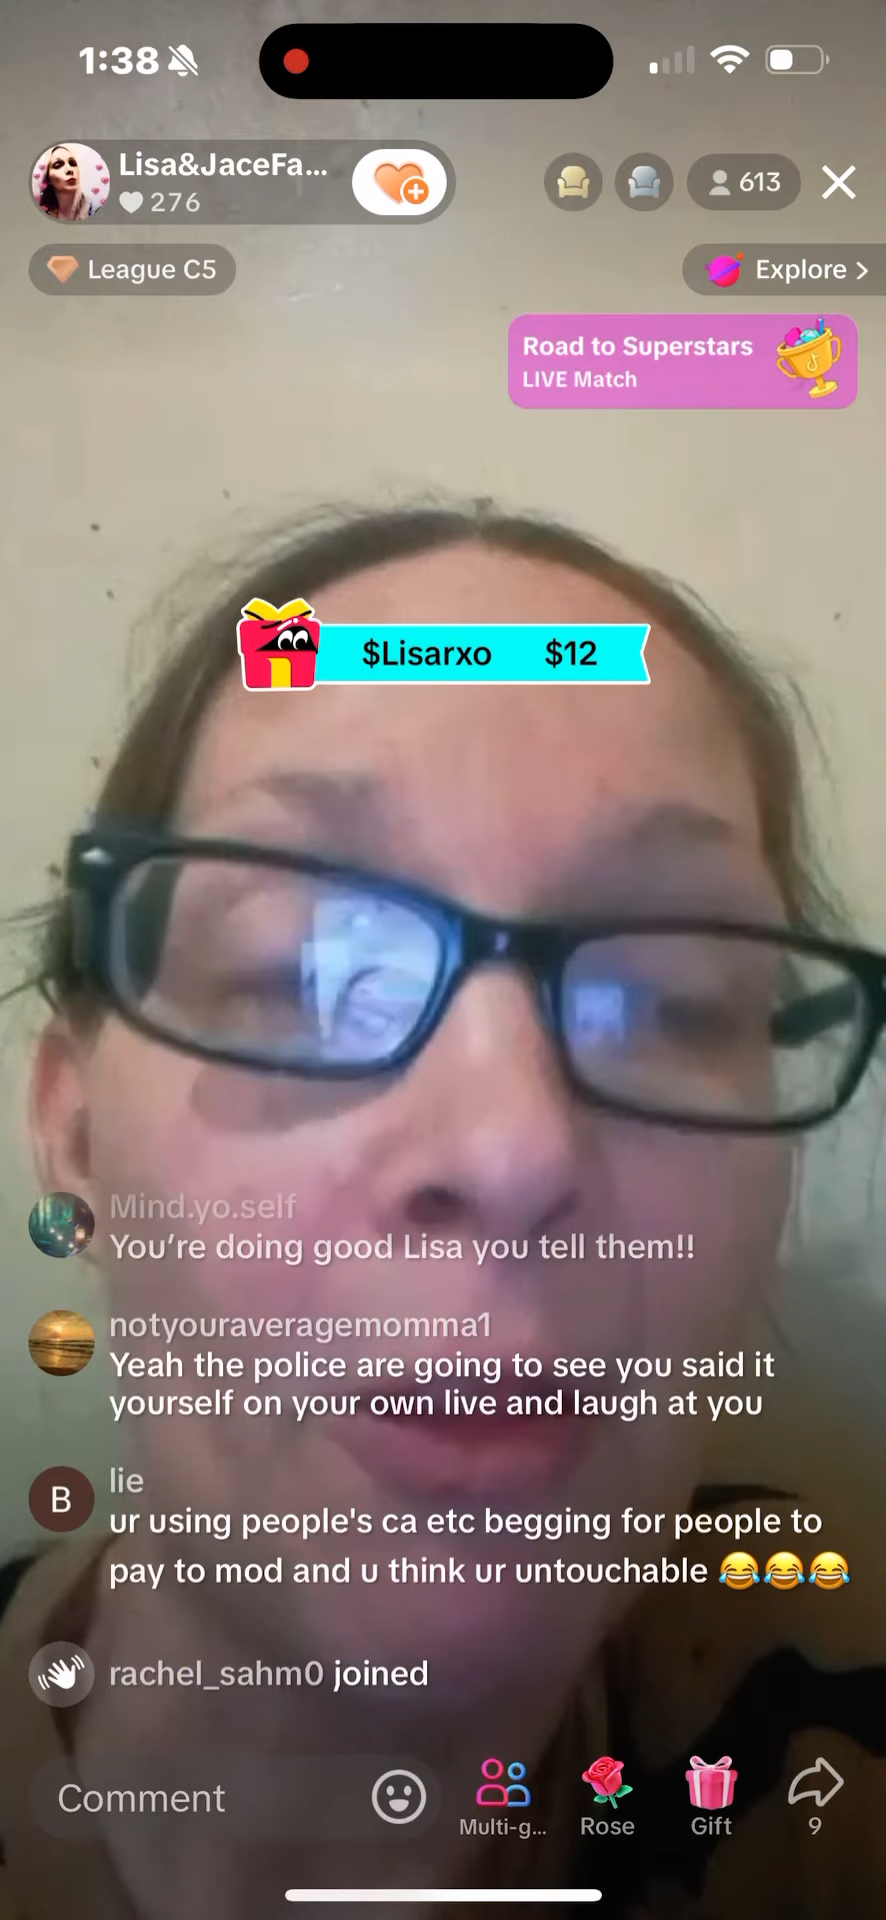 1:38
Lisa&JaceFa...
276
613
League C5
Explore >
Road to Superstars
LIVE Match
$Lisarxo $12
Mind.yo.self
You're doing good Lisa you tell them!!
notyouraveragemomma1
Yeah the police are going to see you said it
yourself on your own live and laugh at you
B
lie
ur using people's ca etc begging for people to
pay to mod and u think ur untouchable 😂😂😂
rachel_sahm0 joined
Comment
Multi-g...
Rose
Gift
9